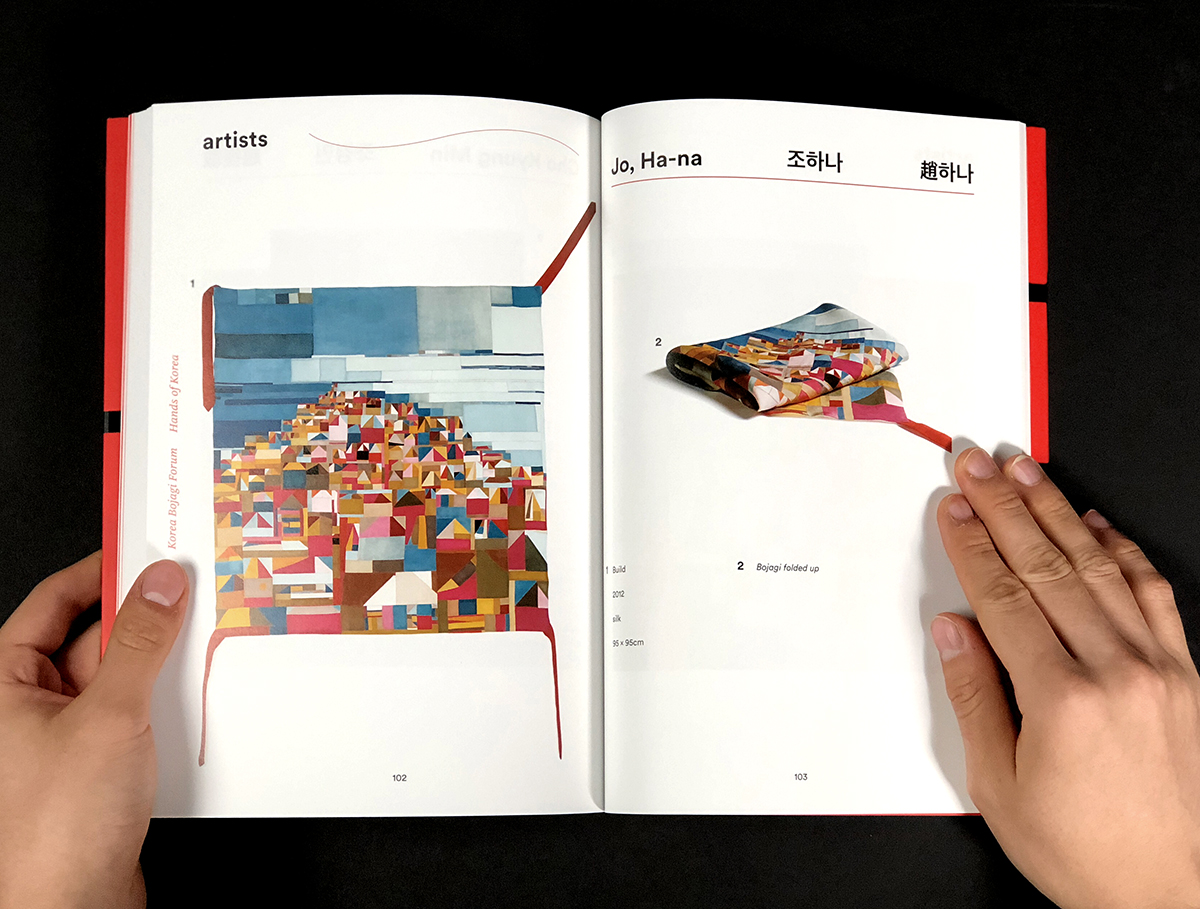 artists
1
Korea Bojagi Forum Hands of Korea
102
Jo, Ha-na 조하나 趙하나
2
1 Build
2012
silk
95 x 95cm
2 Bojagi folded up
103